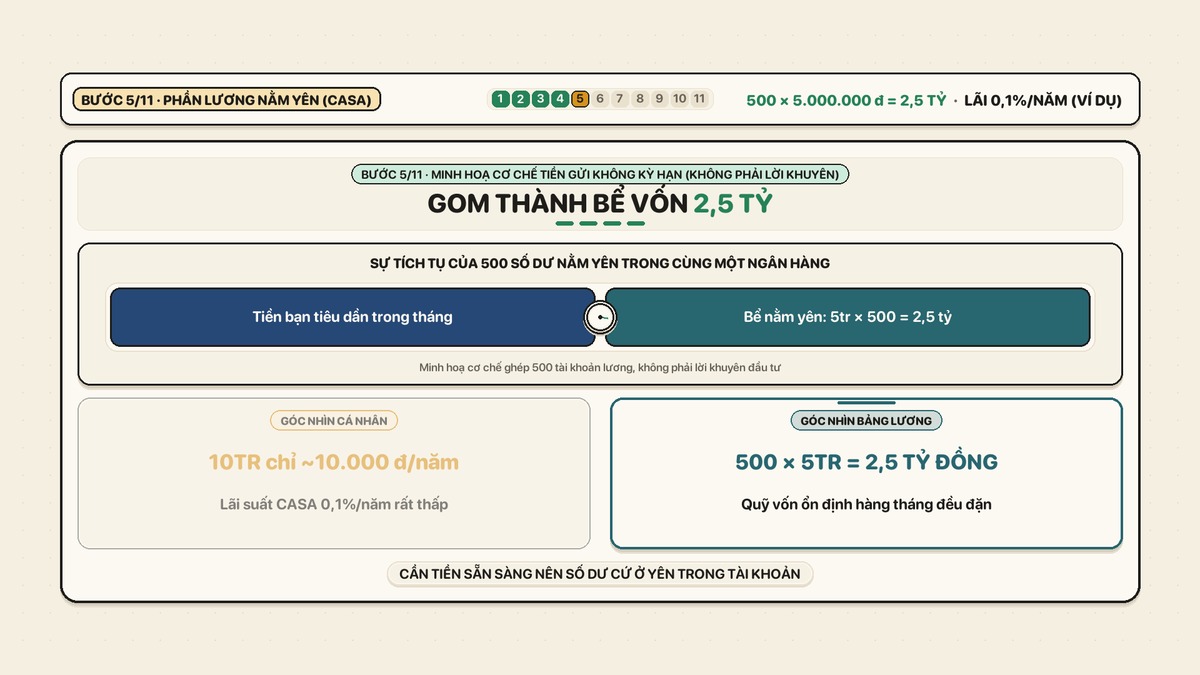 BƯỚC 5/11 · PHẦN LƯƠNG NẰM YÊN (CASA)
1 2 3 4 5 6 7 8 9 10 11
500 × 5.000.000 đ = 2,5 TỶ · LÃI 0,1%/NĂM (VÍ DỤ)
BƯỚC 5/11 · MINH HOẠ CƠ CHẾ TIỀN GỬI KHÔNG KỲ HẠN (KHÔNG PHẢI LỜI KHUYÊN)
GOM THÀNH BỂ VỐN 2,5 TỶ
SỰ TÍCH TỤ CỦA 500 SỐ DƯ NẰM YÊN TRONG CÙNG MỘT NGÂN HÀNG
Tiền bạn tiêu dần trong tháng
Bể nằm yên: 5tr × 500 = 2,5 tỷ
Minh hoạ cơ chế ghép 500 tài khoản lương, không phải lời khuyên đầu tư
GÓC NHÌN CÁ NHÂN
10TR chỉ ~10.000 đ/năm
Lãi suất CASA 0,1%/năm rất thấp
GÓC NHÌN BẢNG LƯƠNG
500 × 5TR = 2,5 TỶ ĐỒNG
Quỹ vốn ổn định hàng tháng đều đặn
CẦN TIỀN SẴN SÀNG NÊN SỐ DƯ CỨ Ở YÊN TRONG TÀI KHOẢN